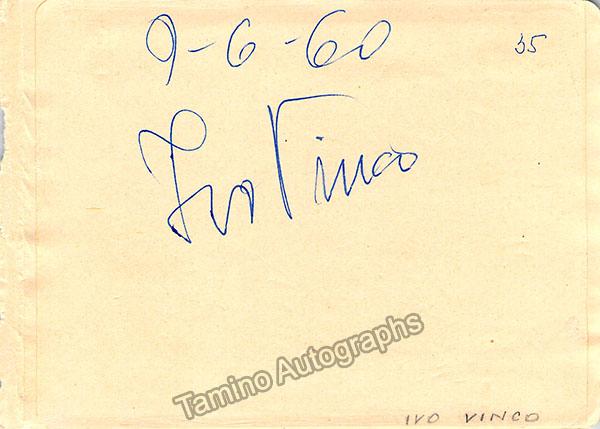 9-6-60
35
Ivo Vinco
Tamino Autographs
IVO VINCO